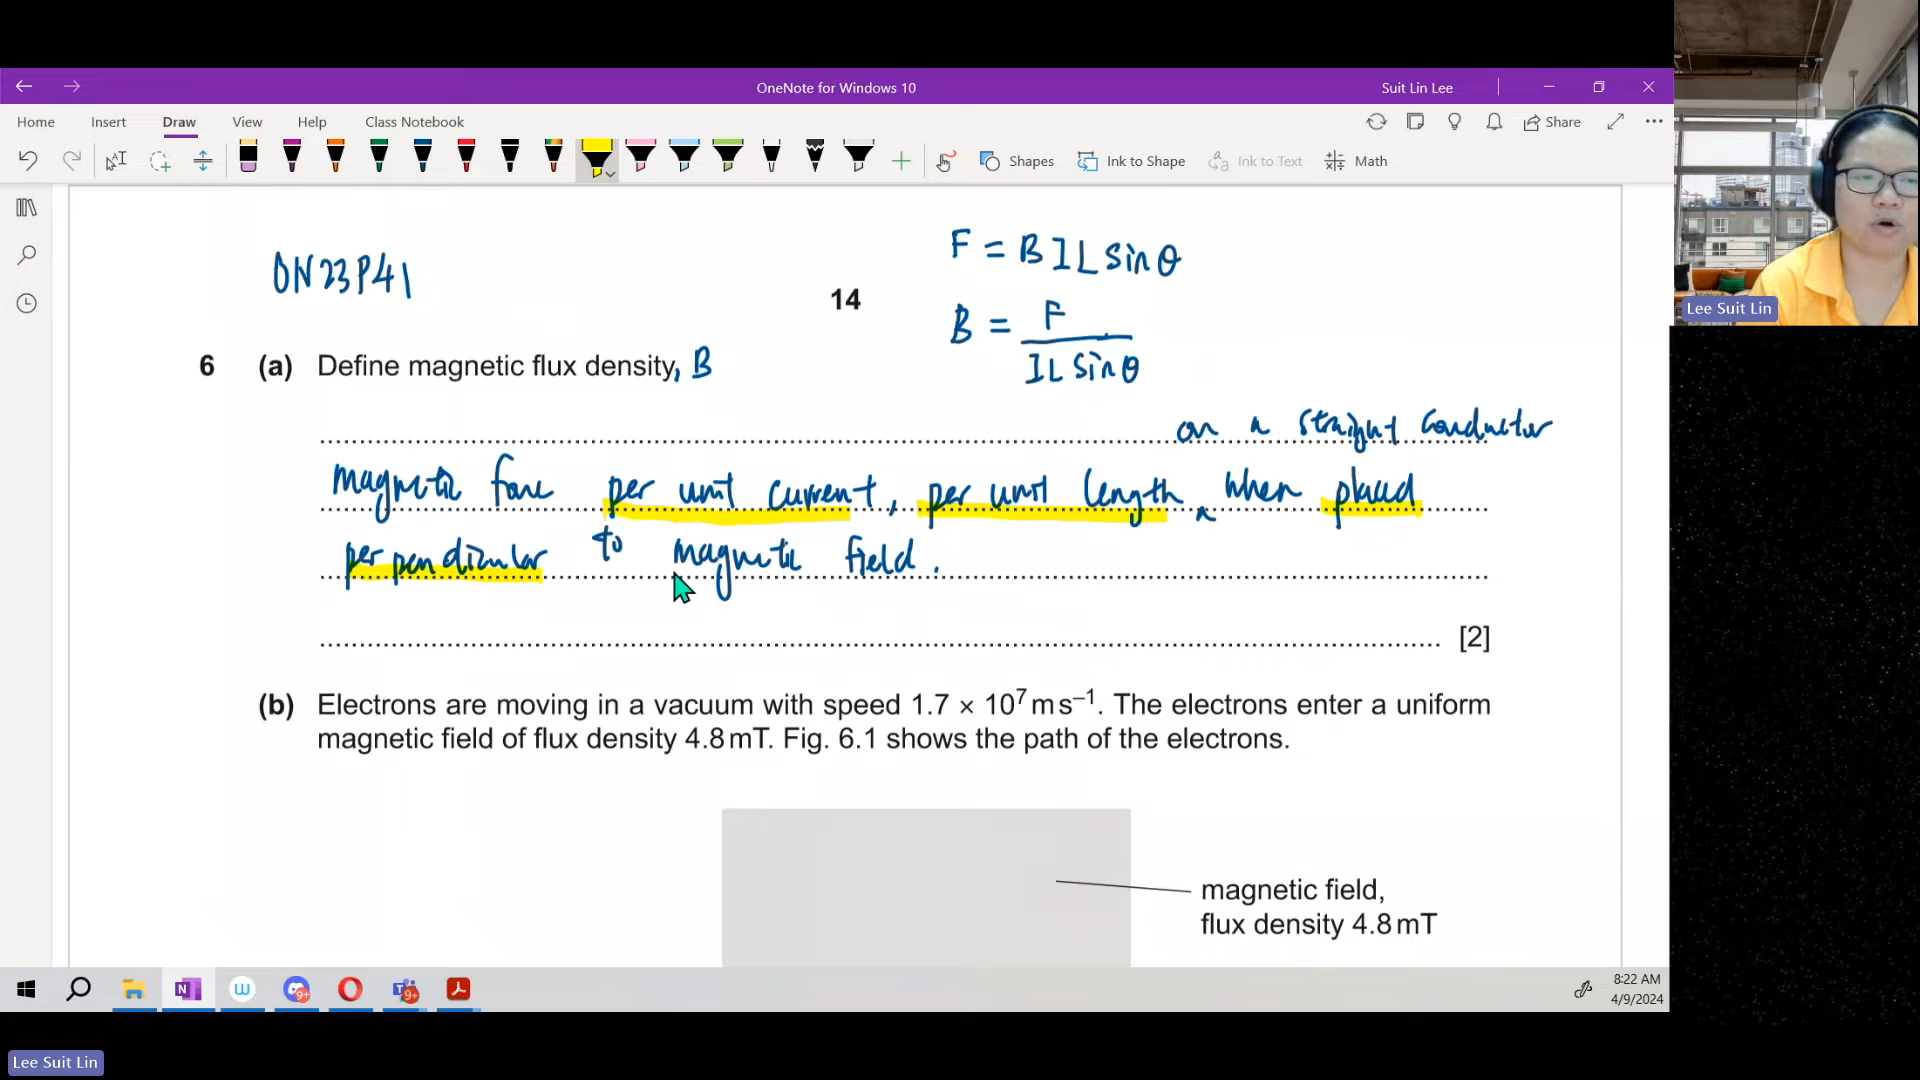 OneNote for Windows 10
Suit Lin Lee
Home Insert Draw View Help Class Notebook
Share
Shapes Ink to Shape Ink to Text Math
Lee Suit Lin
ON23P41
14
F = BIL sin θ
B = F / IL sin θ
6 (a) Define magnetic flux density, B
on a straight conductor
magnetic force per unit current, per unit length ^ when placed
perpendicular to magnetic field.
[2]
(b) Electrons are moving in a vacuum with speed 1.7 × 10⁷ m s⁻¹. The electrons enter a uniform
magnetic field of flux density 4.8 mT. Fig. 6.1 shows the path of the electrons.
magnetic field,
flux density 4.8 mT
8:22 AM
4/9/2024
Lee Suit Lin